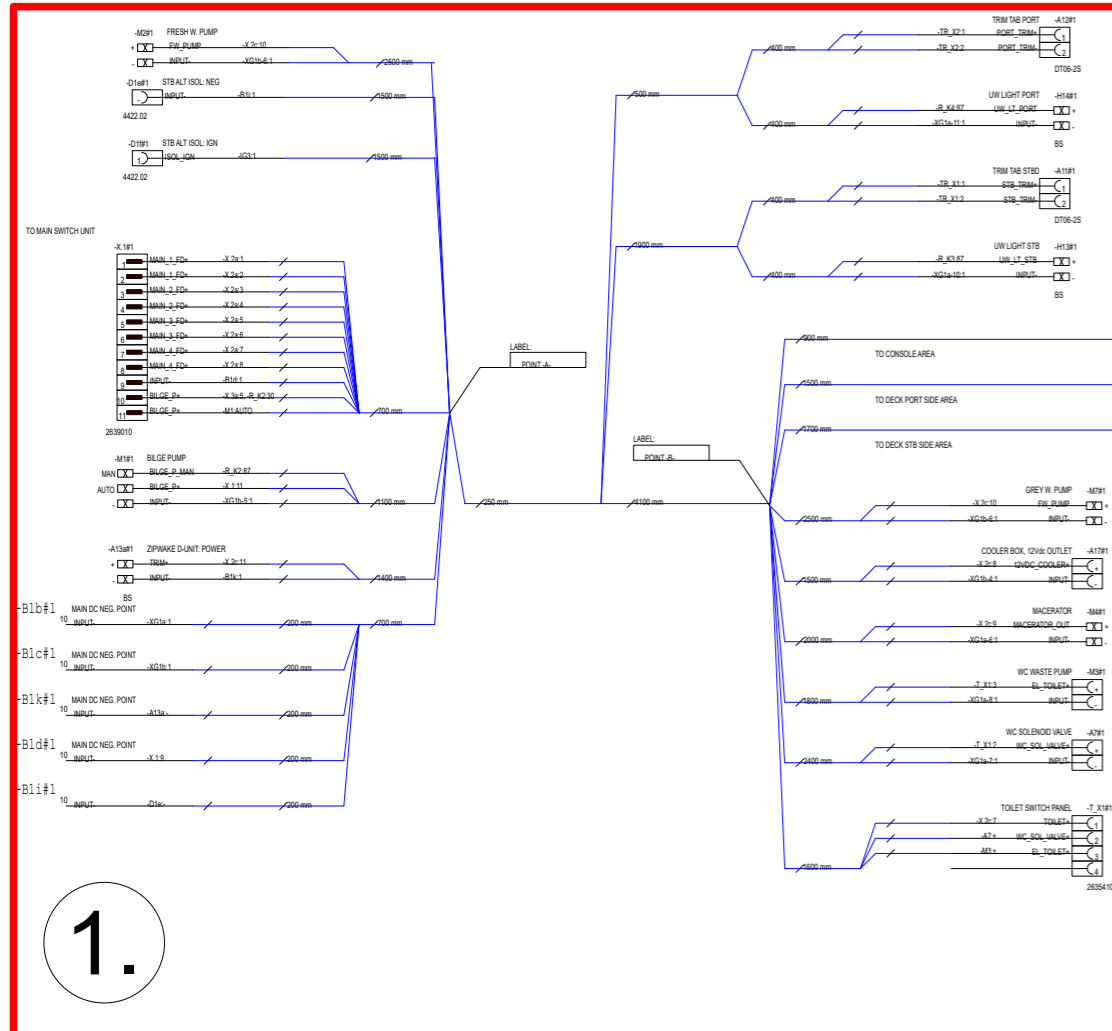 -M2#1 FRESH W. PUMP
+ X FW_PUMP -X.2c:10
- X INPUT- -XG1b-6:1
2500 mm
-D1e#1 STB ALT ISOL: NEG
- INPUT- -B1i:1 1500 mm
4422.02
-D1f#1 STB ALT ISOL: IGN
1 ISOL_IGN -IG3:1 1500 mm
4422.02
TO MAIN SWITCH UNIT
-X.1#1
1 MAIN_1_FD+ -X.2a:1
2 MAIN_1_FD+ -X.2a:2
3 MAIN_2_FD+ -X.2a:3
4 MAIN_2_FD+ -X.2a:4
5 MAIN_3_FD+ -X.2a:5
6 MAIN_3_FD+ -X.2a:6
7 MAIN_4_FD+ -X.2a:7
8 MAIN_4_FD+ -X.2a:8
9 INPUT- -B1d:1
10 BILGE_P+ -X.3a:5, -R_K2:30
11 BILGE_P+ -M1:AUTO
700 mm
2639010
-M1#1 BILGE PUMP
MAN X BILGE_P_MAN -R_K2:87
AUTO X BILGE_P+ -X.1:11
- X INPUT- -XG1b-5:1
1100 mm
-A13a#1 ZIPWAKE D-UNIT: POWER
+ X TRIM+ -X.2c:11
- X INPUT- -B1k:1
1400 mm
BS
-B1b#1 MAIN DC NEG. POINT
10 INPUT- -XG1a:1 200 mm 700 mm
-B1c#1 MAIN DC NEG. POINT
10 INPUT- -XG1b:1 200 mm
-B1k#1 MAIN DC NEG. POINT
10 INPUT- -A13a:- 200 mm
-B1d#1 MAIN DC NEG. POINT
10 INPUT- -X.1:9 200 mm
-B1i#1
10 INPUT- -D1e:- 200 mm
1.
LABEL:
POINT -A-
250 mm
LABEL:
POINT -B-
4100 mm
500 mm
1900 mm
TRIM TAB PORT -A12#1
400 mm -TR_X2:1 PORT_TRIM+ 1
-TR_X2:2 PORT_TRIM- 2
DT06-2S
UW LIGHT PORT -H14#1
-R_K4:87 UW_LT_PORT X +
400 mm -XG1a-11:1 INPUT- X -
BS
TRIM TAB STBD -A11#1
-TR_X1:1 STB_TRIM+ 1
400 mm -TR_X1:2 STB_TRIM- 2
DT06-2S
UW LIGHT STB -H13#1
-R_K3:87 UW_LT_STB X +
400 mm -XG1a-10:1 INPUT- X -
BS
900 mm
TO CONSOLE AREA
1500 mm
TO DECK PORT SIDE AREA
1700 mm
TO DECK STB SIDE AREA
GREY W. PUMP -M7#1
-X.2c:10 FW_PUMP X +
2500 mm -XG1b-6:1 INPUT- X -
COOLER BOX, 12Vdc OUTLET -A17#1
-X.2c:8 12VDC_COOLER+ +
1500 mm -XG1b-4:1 INPUT- -
MACERATOR -M4#1
-X.2c:9 MACERATOR_OUT X +
2000 mm -XG1a-6:1 INPUT- X -
WC WASTE PUMP -M3#1
-T_X1:3 EL_TOILET+ +
1800 mm -XG1a-8:1 INPUT- -
WC SOLENOID VALVE -A7#1
-T_X1:2 WC_SOL_VALVE+ +
2400 mm -XG1a-7:1 INPUT- -
TOILET SWITCH PANEL -T_X1#1
-X.2c:7 TOILET+ 1
-A7:+ WC_SOL_VALVE+ 2
-M3:+ EL_TOILET+ 3
1600 mm 4
2635410